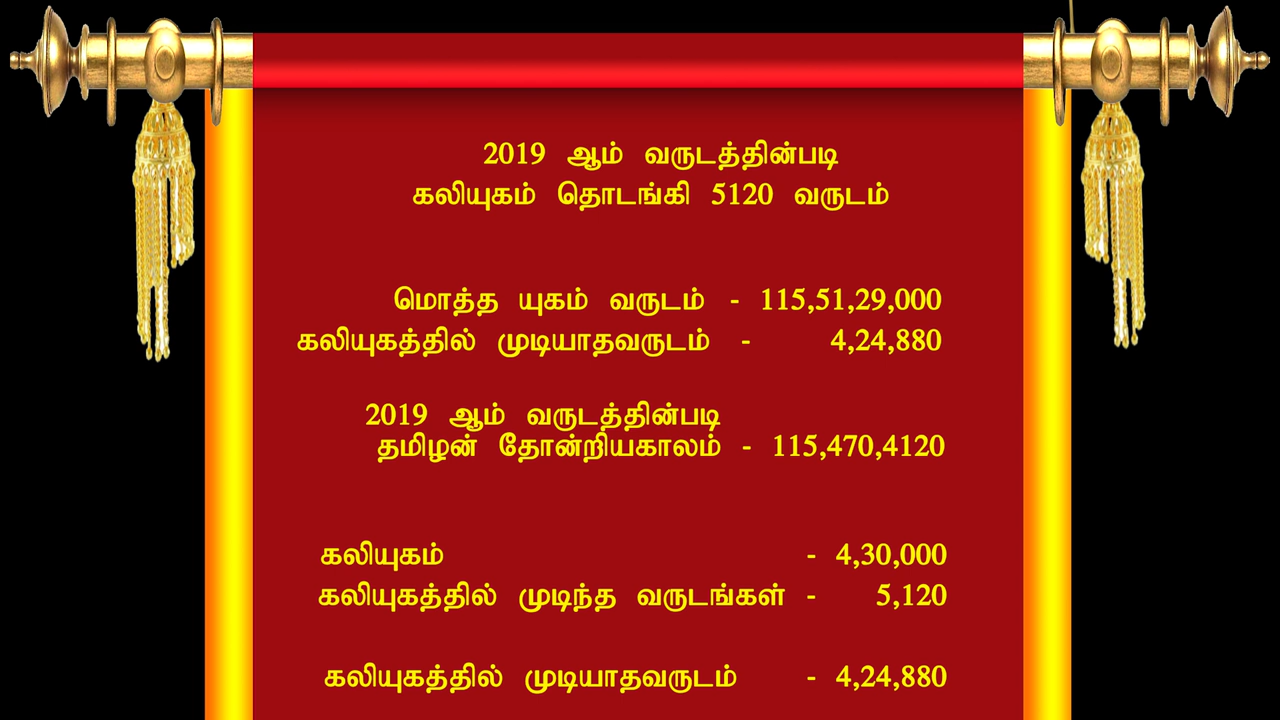 2019 ஆம் வருடத்தின்படி
கலியுகம் தொடங்கி 5120 வருடம்
மொத்த யுகம் வருடம் - 115,51,29,000
கலியுகத்தில் முடியாதவருடம் - 4,24,880
2019 ஆம் வருடத்தின்படி
தமிழன் தோன்றியகாலம் - 115,470,4120
கலியுகம் - 4,30,000
கலியுகத்தில் முடிந்த வருடங்கள் - 5,120
கலியுகத்தில் முடியாதவருடம் - 4,24,880